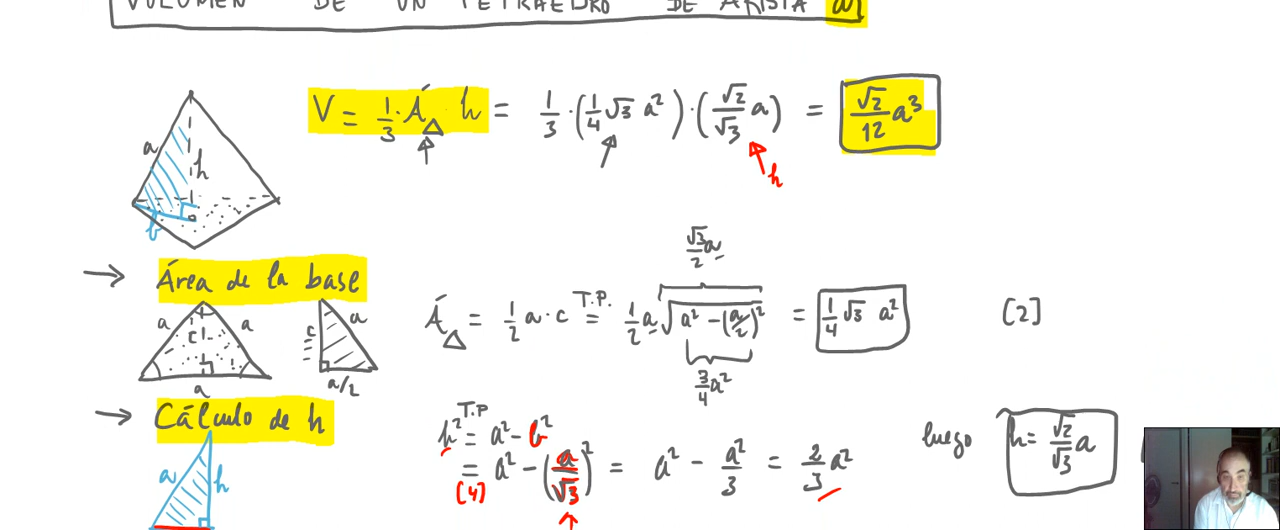 VOLUMEN DE UN TETRAEDRO DE ARISTA a
V = 1/3 · Á△ · h = 1/3 · (1/4 √3 a²) · (√2/√3 a) = √2/12 a³
h
a
h
b
√3/2 a
→ Área de la base
Á△ = 1/2 a · c T.P. = 1/2 a √(a² - (a/2)²) = 1/4 √3 a² [2]
3/4 a²
a c a
a
c a
a/2
→ Cálculo de h
h² T.P. = a² - b²
= a² - (a/√3)² = a² - a²/3 = 2/3 a² luego h = √2/√3 a
[4]
a h